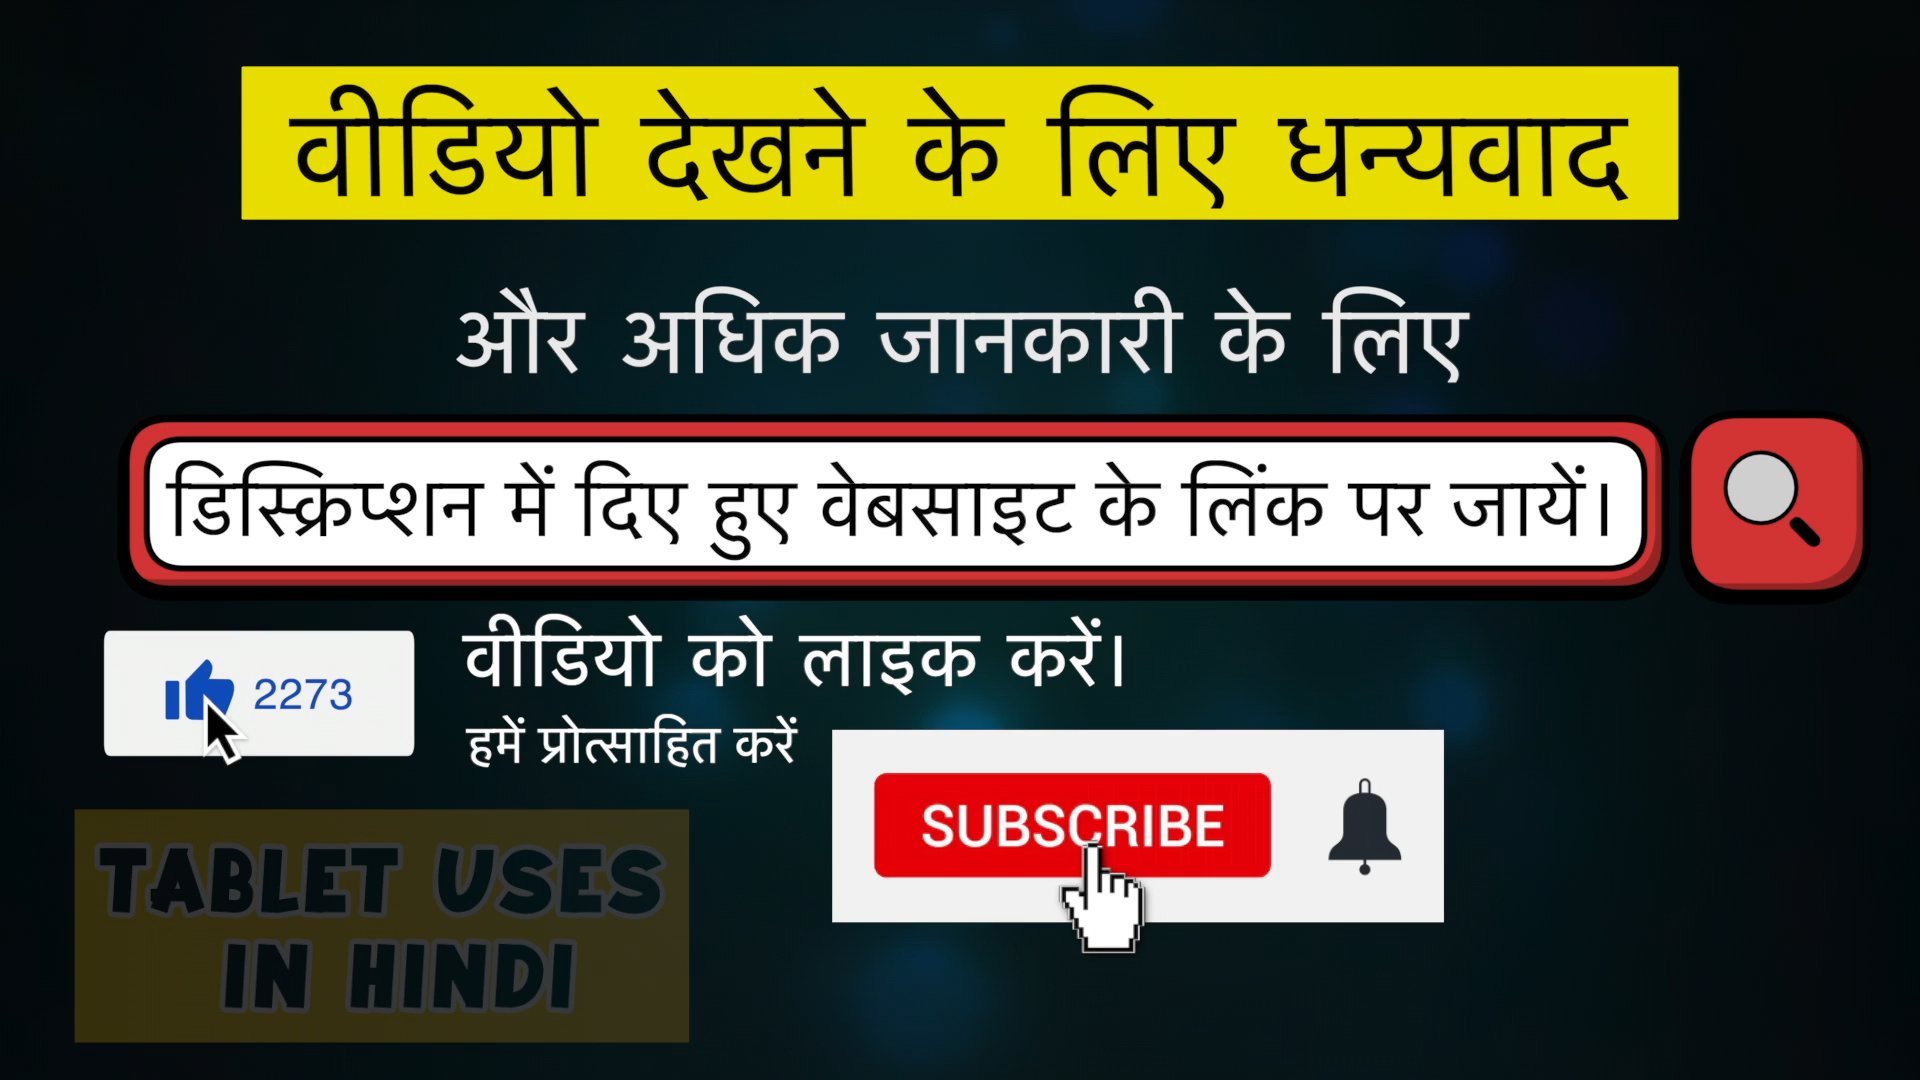 वीडियो देखने के लिए धन्यवाद
और अधिक जानकारी के लिए
डिस्क्रिप्शन में दिए हुए वेबसाइट के लिंक पर जायें।
2273
वीडियो को लाइक करें।
हमें प्रोत्साहित करें
SUBSCRIBE
TABLET USES
IN HINDI